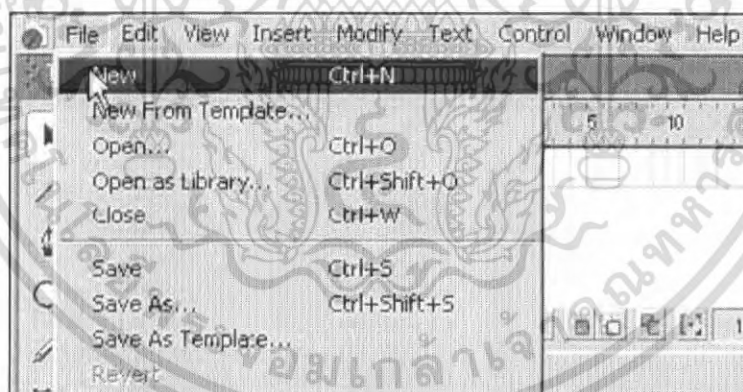 File Edit View Insert Modify Text Control Window Help
New Ctrl+N
New From Template...
5 10
Open... Ctrl+O
Open as Library... Ctrl+Shift+O
Close Ctrl+W
Save Ctrl+S
Save As... Ctrl+Shift+S
Save As Template...
Revert